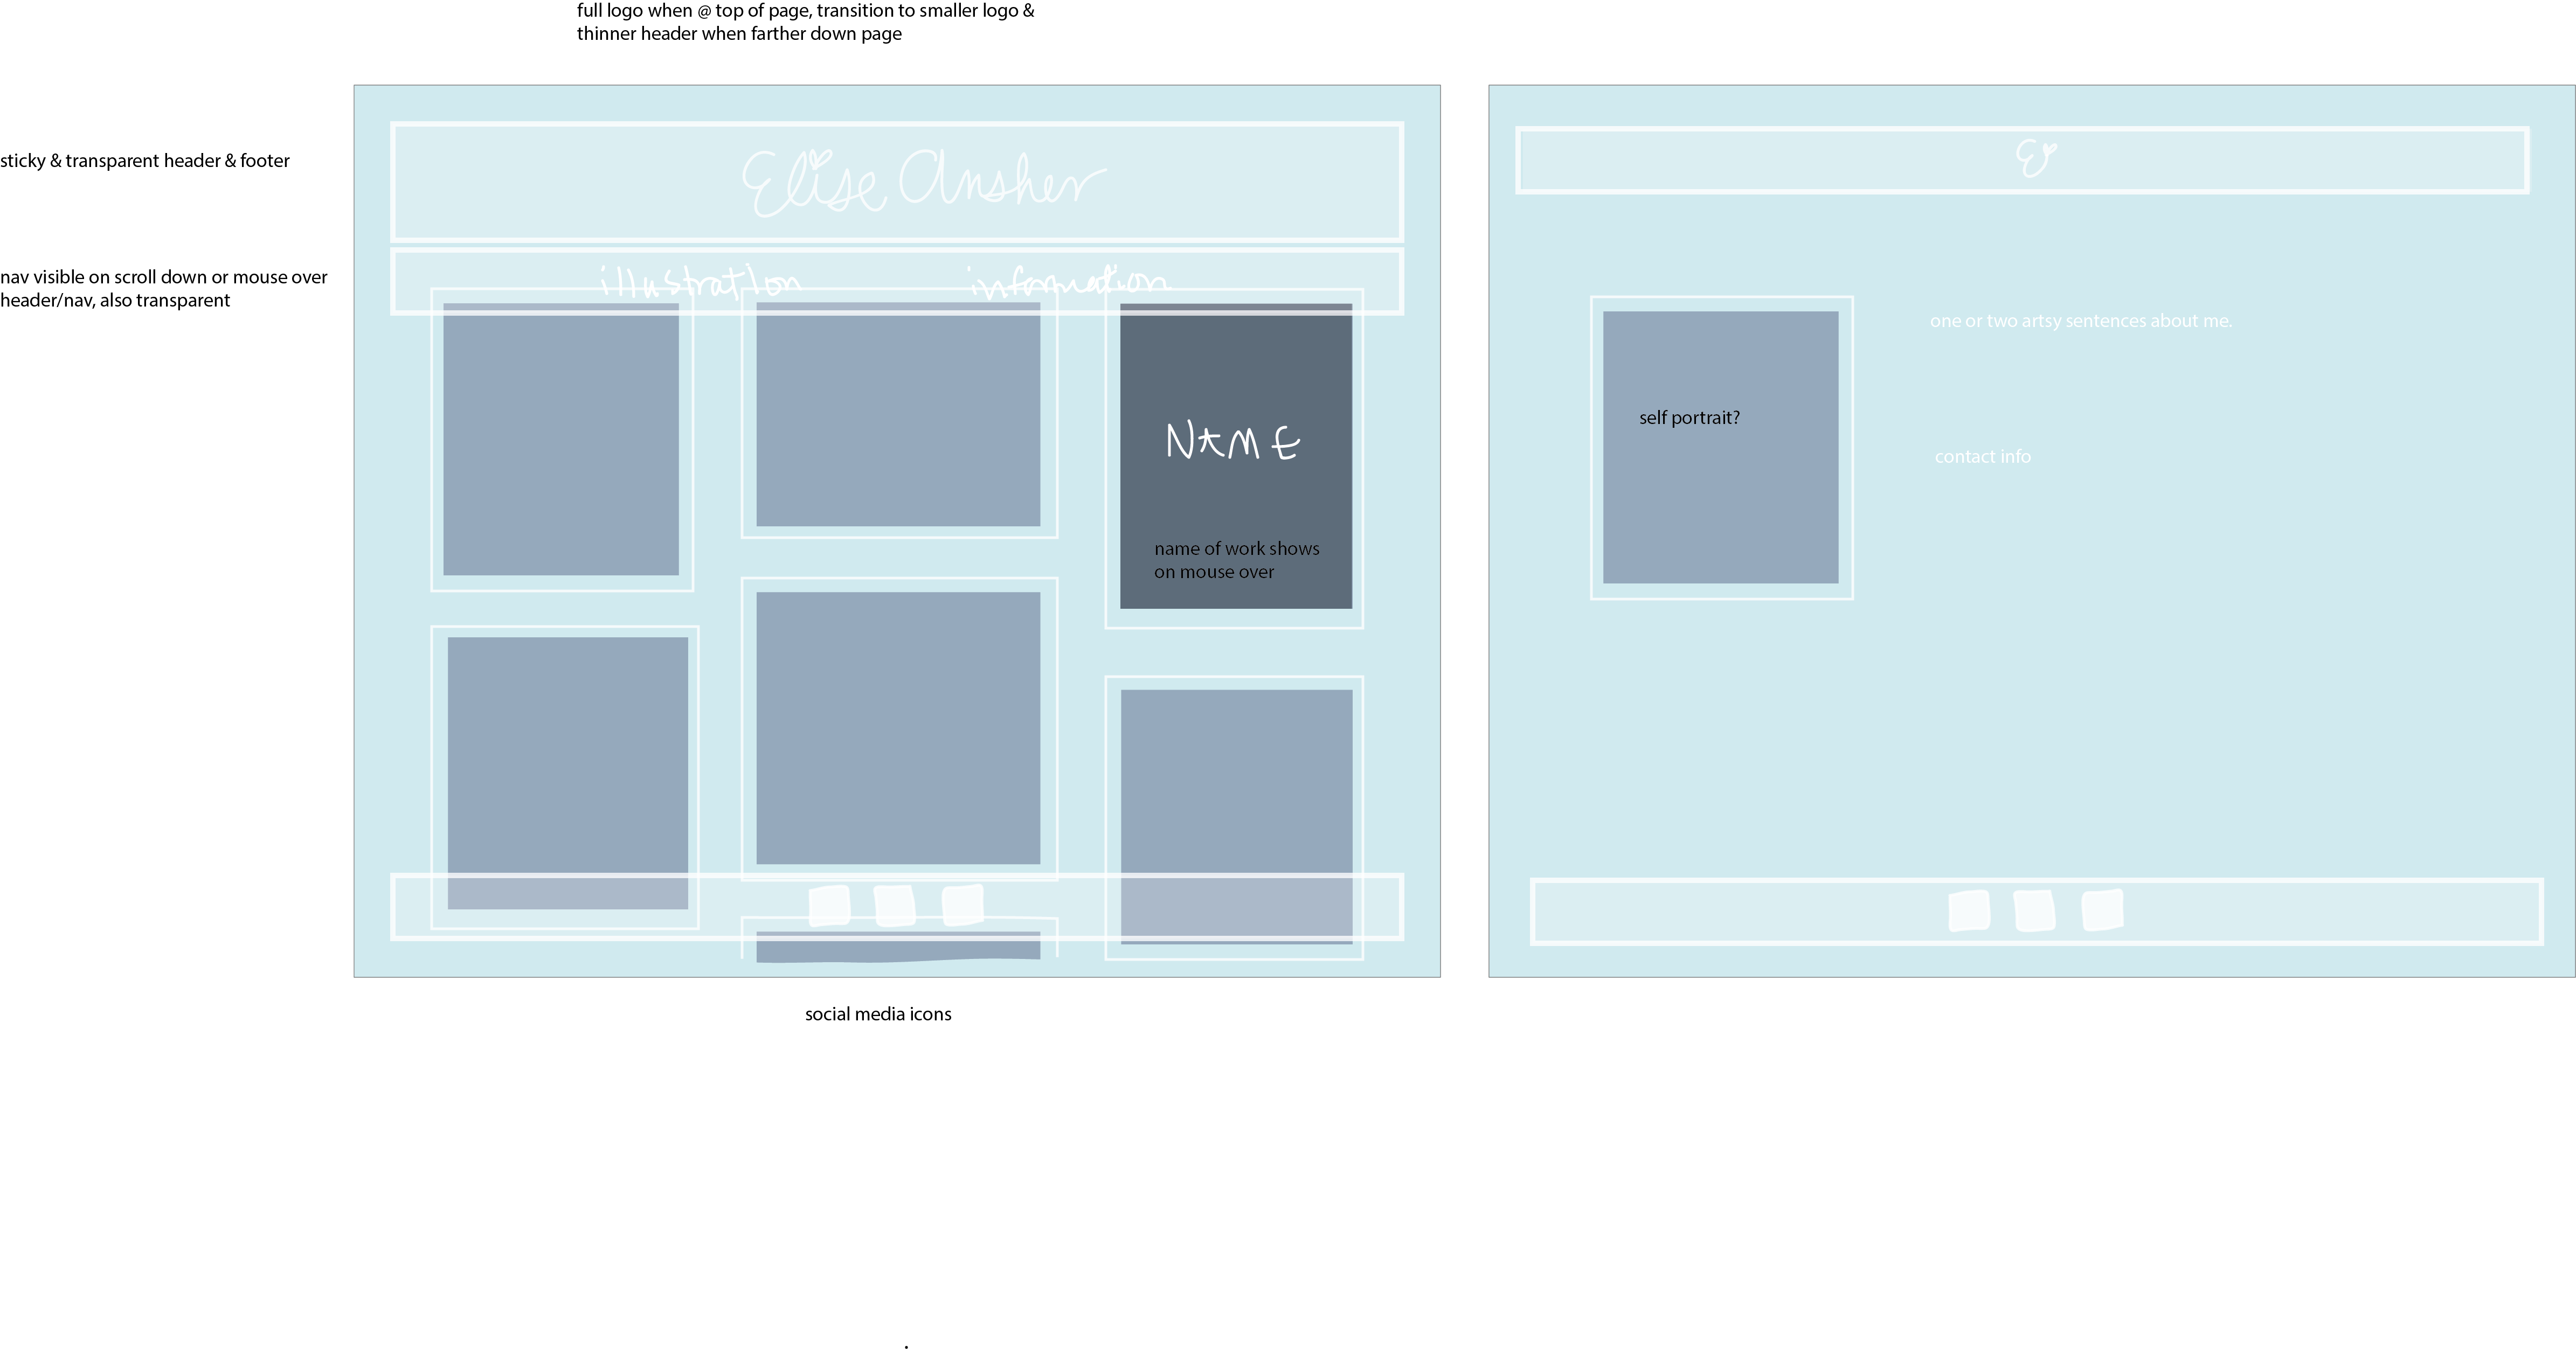 full logo when @ top of page, transition to smaller logo &
thinner header when farther down page
sticky & transparent header & footer
nav visible on scroll down or mouse over
header/nav, also transparent
Elise Ansher
illustration information
NAME
name of work shows
on mouse over
social media icons
E
self portrait?
one or two artsy sentences about me.
contact info